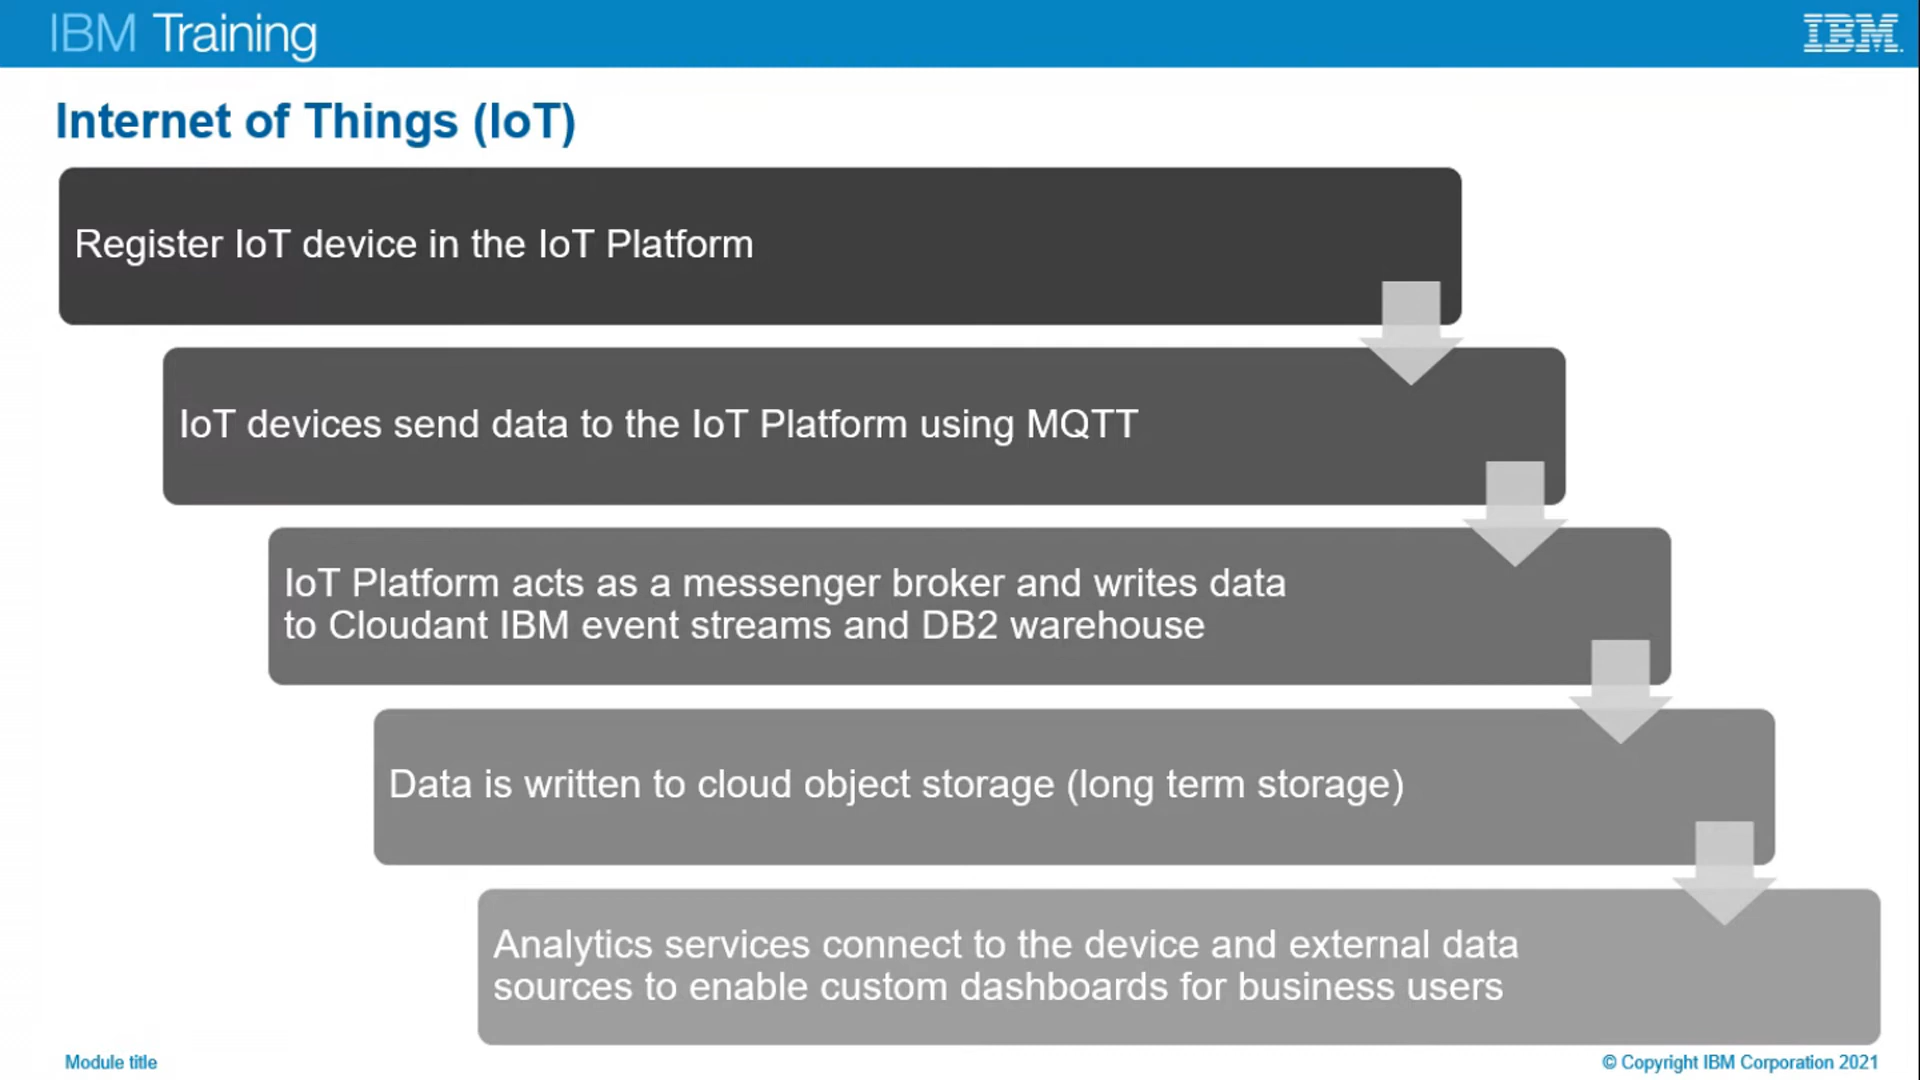 IBM Training
IBM
Internet of Things (IoT)
Register IoT device in the IoT Platform
IoT devices send data to the IoT Platform using MQTT
IoT Platform acts as a messenger broker and writes data
to Cloudant IBM event streams and DB2 warehouse
Data is written to cloud object storage (long term storage)
Analytics services connect to the device and external data
sources to enable custom dashboards for business users
Module title
© Copyright IBM Corporation 2021